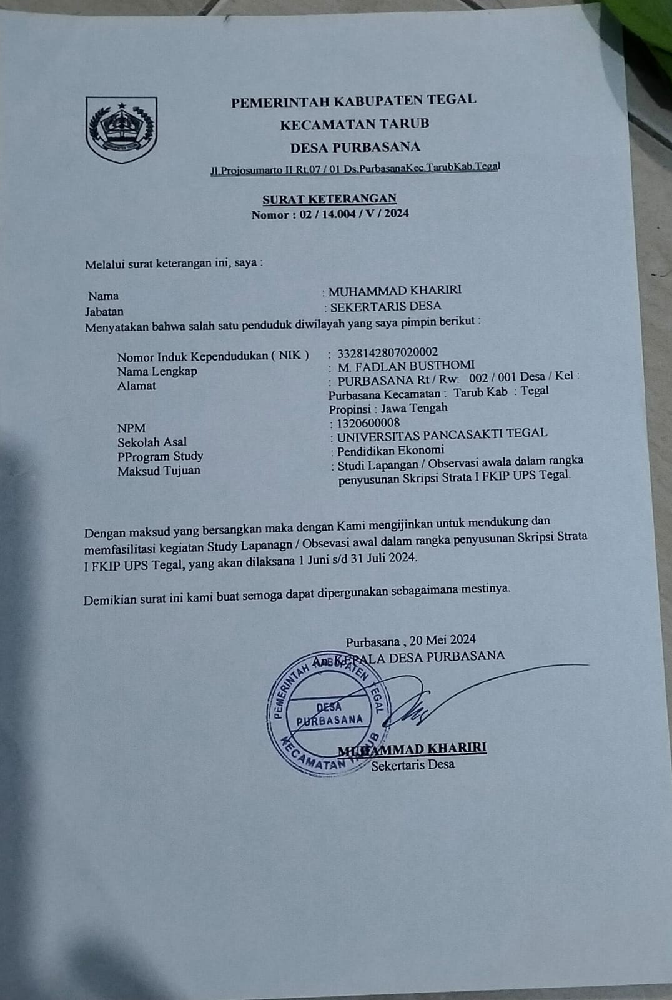 PEMERINTAH KABUPATEN TEGAL
KECAMATAN TARUB
DESA PURBASANA
Jl.Projosumarto II Rt.07 / 01 Ds.PurbasanaKec.TarubKab.Tegal
SURAT KETERANGAN
Nomor : 02 / 14.004 / V / 2024
Melalui surat keterangan ini, saya :
Nama : MUHAMMAD KHARIRI
Jabatan : SEKERTARIS DESA
Menyatakan bahwa salah satu penduduk diwilayah yang saya pimpin berikut :
Nomor Induk Kependudukan ( NIK ) : 3328142807020002
Nama Lengkap : M. FADLAN BUSTHOMI
Alamat : PURBASANA Rt / Rw: 002 / 001 Desa / Kel :
Purbasana Kecamatan : Tarub Kab : Tegal
Propinsi : Jawa Tengah
NPM : 1320600008
Sekolah Asal : UNIVERSITAS PANCASAKTI TEGAL
PProgram Study : Pendidikan Ekonomi
Maksud Tujuan : Studi Lapangan / Observasi awala dalam rangka
penyusunan Skripsi Strata I FKIP UPS Tegal.
Dengan maksud yang bersangkan maka dengan Kami mengijinkan untuk mendukung dan
memfasilitasi kegiatan Study Lapanagn / Obsevasi awal dalam rangka penyusunan Skripsi Strata
I FKIP UPS Tegal, yang akan dilaksana 1 Juni s/d 31 Juli 2024.
Demikian surat ini kami buat semoga dapat dipergunakan sebagaimana mestinya.
Purbasana , 20 Mei 2024
An. KEPALA DESA PURBASANA
PEMERINTAH KABUPATEN TEGAL
DESA
PURBASANA
KECAMATAN TARUB
MUHAMMAD KHARIRI
Sekertaris Desa